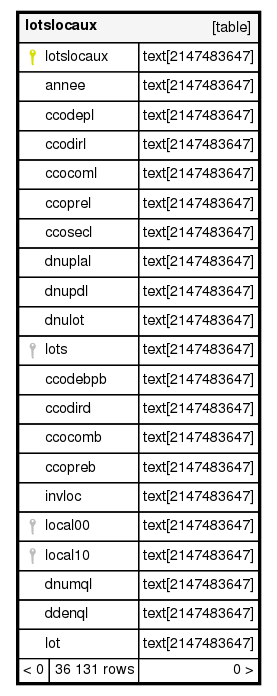 lotslocaux [table]
lotslocaux text[2147483647]
annee text[2147483647]
ccodepl text[2147483647]
ccodirl text[2147483647]
ccocoml text[2147483647]
ccoprel text[2147483647]
ccosecl text[2147483647]
dnuplal text[2147483647]
dnupdl text[2147483647]
dnulot text[2147483647]
lots text[2147483647]
ccodebpb text[2147483647]
ccodird text[2147483647]
ccocomb text[2147483647]
ccopreb text[2147483647]
invloc text[2147483647]
local00 text[2147483647]
local10 text[2147483647]
dnumql text[2147483647]
ddenql text[2147483647]
lot text[2147483647]
< 0 36 131 rows 0 >